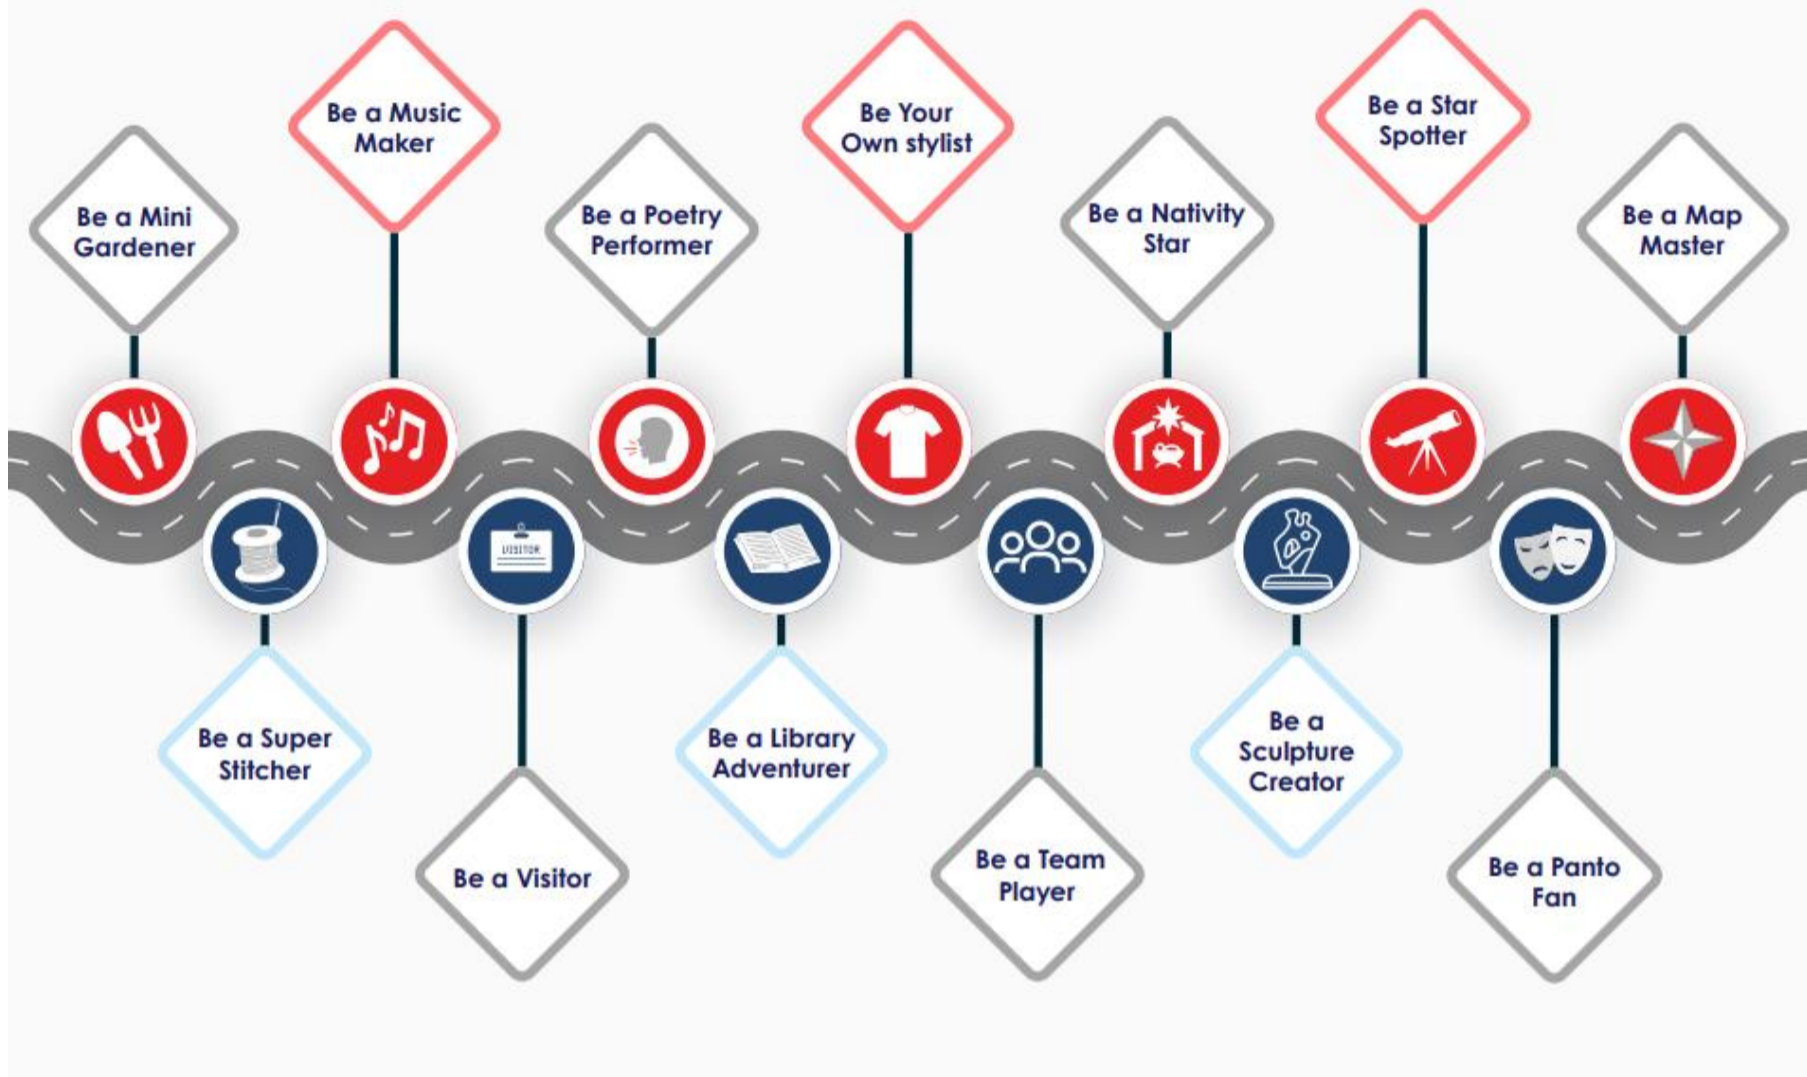 Be a Mini
Gardener
Be a Music
Maker
Be a Poetry
Performer
Be Your
Own stylist
Be a Nativity
Star
Be a Star
Spotter
Be a Map
Master
VISITOR
Be a Super
Stitcher
Be a Visitor
Be a Library
Adventurer
Be a Team
Player
Be a
Sculpture
Creator
Be a Panto
Fan